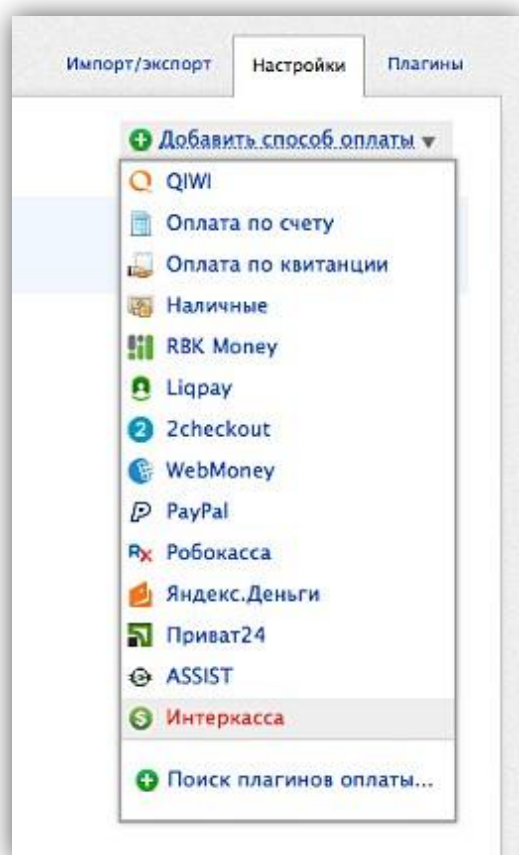 Импорт/экспорт Настройки Плагины
Добавить способ оплаты ▼
QIWI
Оплата по счету
Оплата по квитанции
Наличные
RBK Money
Liqpay
2checkout
WebMoney
PayPal
Робокасса
Яндекс.Деньги
Приват24
ASSIST
Интеркасса
Поиск плагинов оплаты...